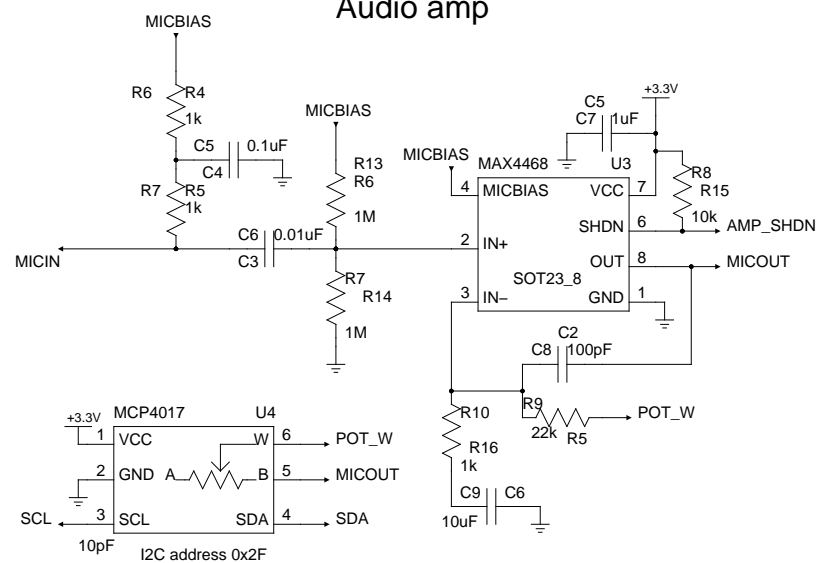 Audio amp
MICBIAS
R6 R4
1k
C5 0.1uF
C4
R7 R5
1k
MICBIAS
R13
R6
1M
C6 0.01uF
C3
MICIN
R7
R14
1M
C5
C7 1uF
+3.3V
MICBIAS
MAX4468 U3
4 MICBIAS VCC 7
R8
R15
10k
SHDN 6 AMP_SHDN
2 IN+
OUT 8 MICOUT
SOT23_8
3 IN− GND 1
C2
C8 100pF
R9
22k R5
POT_W
R10
R16
1k
C9 C6
10uF
MCP4017 U4
+3.3V
1 VCC W 6 POT_W
2 GND A B 5 MICOUT
SCL 3 SCL SDA 4 SDA
10pF
I2C address 0x2F